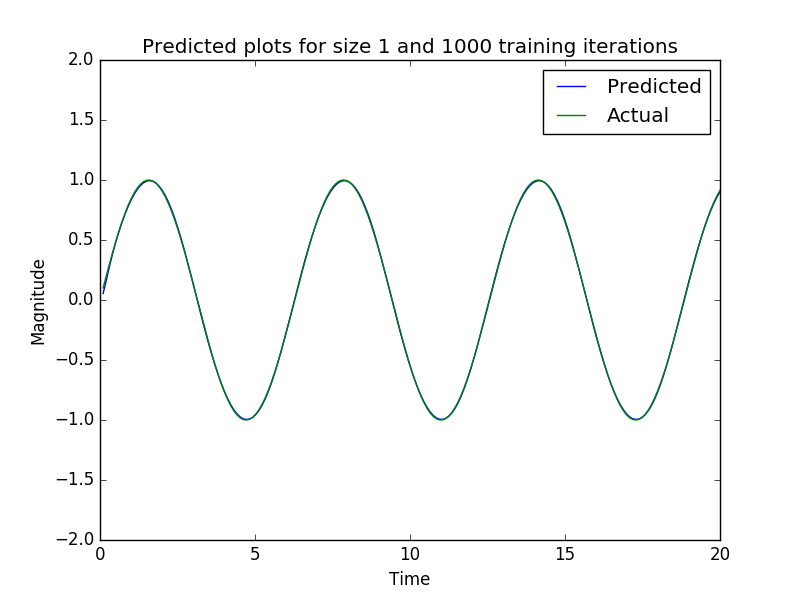 Predicted plots for size 1 and 1000 training iterations
Predicted
Actual
Magnitude
2.0
1.5
1.0
0.5
0.0
−0.5
−1.0
−1.5
−2.0
0 5 10 15 20
Time